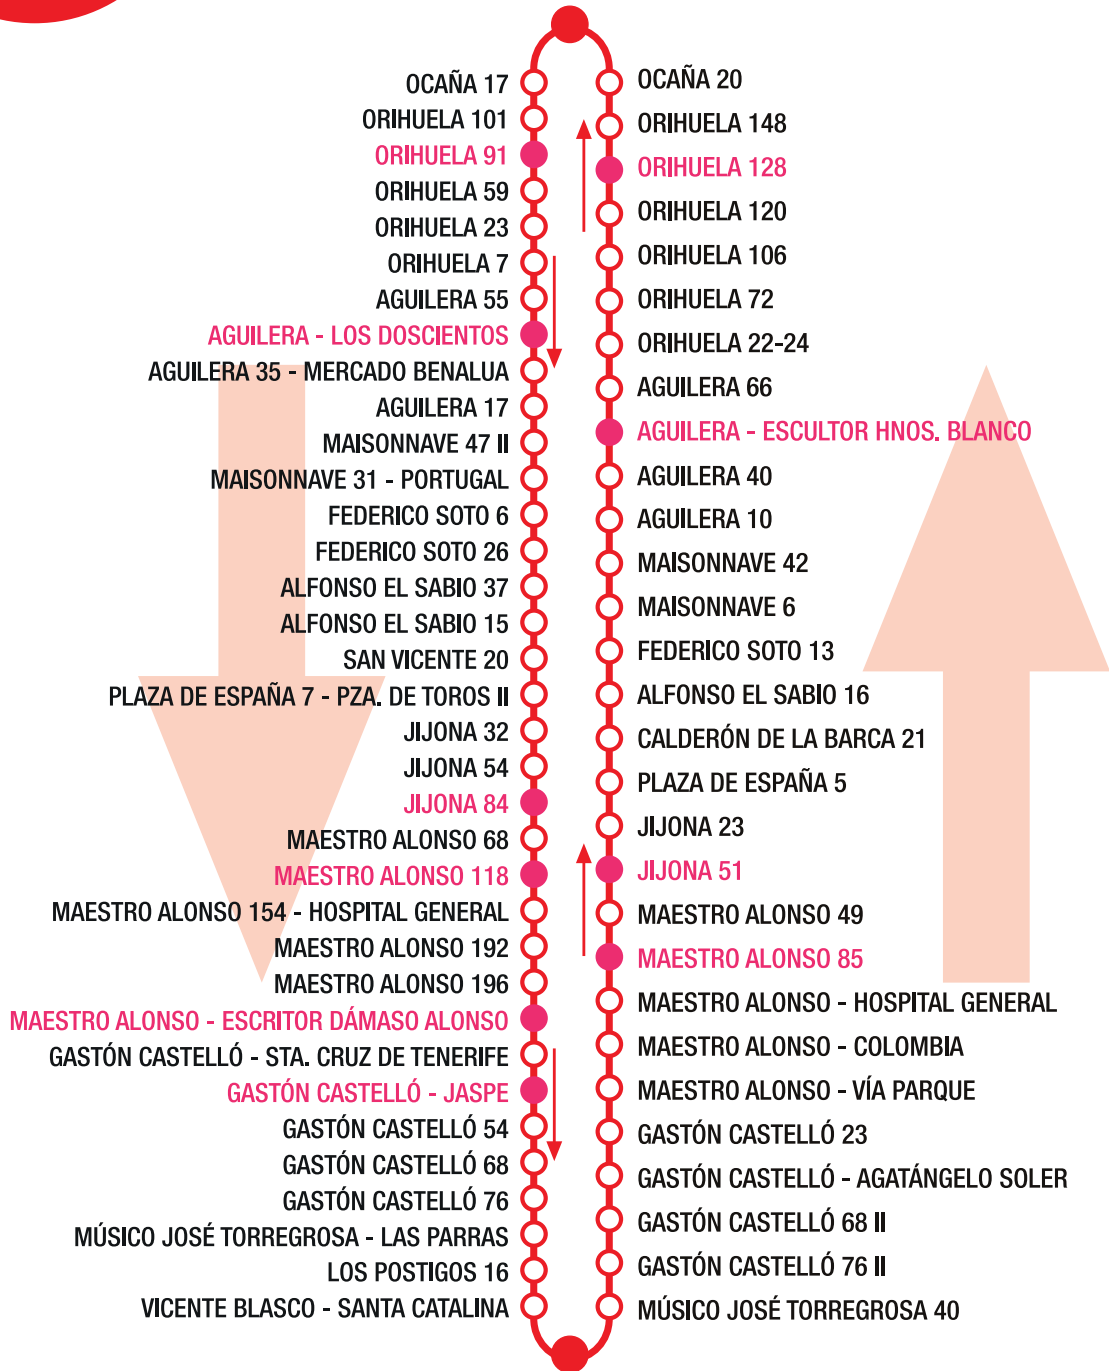 OCAÑA 17
ORIHUELA 101
ORIHUELA 91
ORIHUELA 59
ORIHUELA 23
ORIHUELA 7
AGUILERA 55
AGUILERA - LOS DOSCIENTOS
AGUILERA 35 - MERCADO BENALUA
AGUILERA 17
MAISONNAVE 47 II
MAISONNAVE 31 - PORTUGAL
FEDERICO SOTO 6
FEDERICO SOTO 26
ALFONSO EL SABIO 37
ALFONSO EL SABIO 15
SAN VICENTE 20
PLAZA DE ESPAÑA 7 - PZA. DE TOROS II
JIJONA 32
JIJONA 54
JIJONA 84
MAESTRO ALONSO 68
MAESTRO ALONSO 118
MAESTRO ALONSO 154 - HOSPITAL GENERAL
MAESTRO ALONSO 192
MAESTRO ALONSO 196
MAESTRO ALONSO - ESCRITOR DÁMASO ALONSO
GASTÓN CASTELLÓ - STA. CRUZ DE TENERIFE
GASTÓN CASTELLÓ - JASPE
GASTÓN CASTELLÓ 54
GASTÓN CASTELLÓ 68
GASTÓN CASTELLÓ 76
MÚSICO JOSÉ TORREGROSA - LAS PARRAS
LOS POSTIGOS 16
VICENTE BLASCO - SANTA CATALINA
OCAÑA 20
ORIHUELA 148
ORIHUELA 128
ORIHUELA 120
ORIHUELA 106
ORIHUELA 72
ORIHUELA 22-24
AGUILERA 66
AGUILERA - ESCULTOR HNOS. BLANCO
AGUILERA 40
AGUILERA 10
MAISONNAVE 42
MAISONNAVE 6
FEDERICO SOTO 13
ALFONSO EL SABIO 16
CALDERÓN DE LA BARCA 21
PLAZA DE ESPAÑA 5
JIJONA 23
JIJONA 51
MAESTRO ALONSO 49
MAESTRO ALONSO 85
MAESTRO ALONSO - HOSPITAL GENERAL
MAESTRO ALONSO - COLOMBIA
MAESTRO ALONSO - VÍA PARQUE
GASTÓN CASTELLÓ 23
GASTÓN CASTELLÓ - AGATÁNGELO SOLER
GASTÓN CASTELLÓ 68 II
GASTÓN CASTELLÓ 76 II
MÚSICO JOSÉ TORREGROSA 40